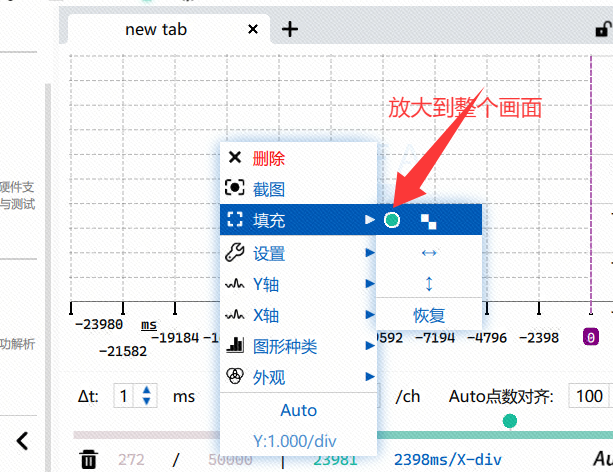 new tab
放大到整个画面
删除
硬件支
与测试
截图
填充
设置
Y轴
恢复
X轴
-23980 ms
-19184
9592 -7194 -4796 -2398 0
-21582
功解析
图形种类
外观
Δt: 1 ms
/ch Auto点数对齐: 100
Auto
Y:1.000/div
272 / 50000 | 23981 2398ms/X-div